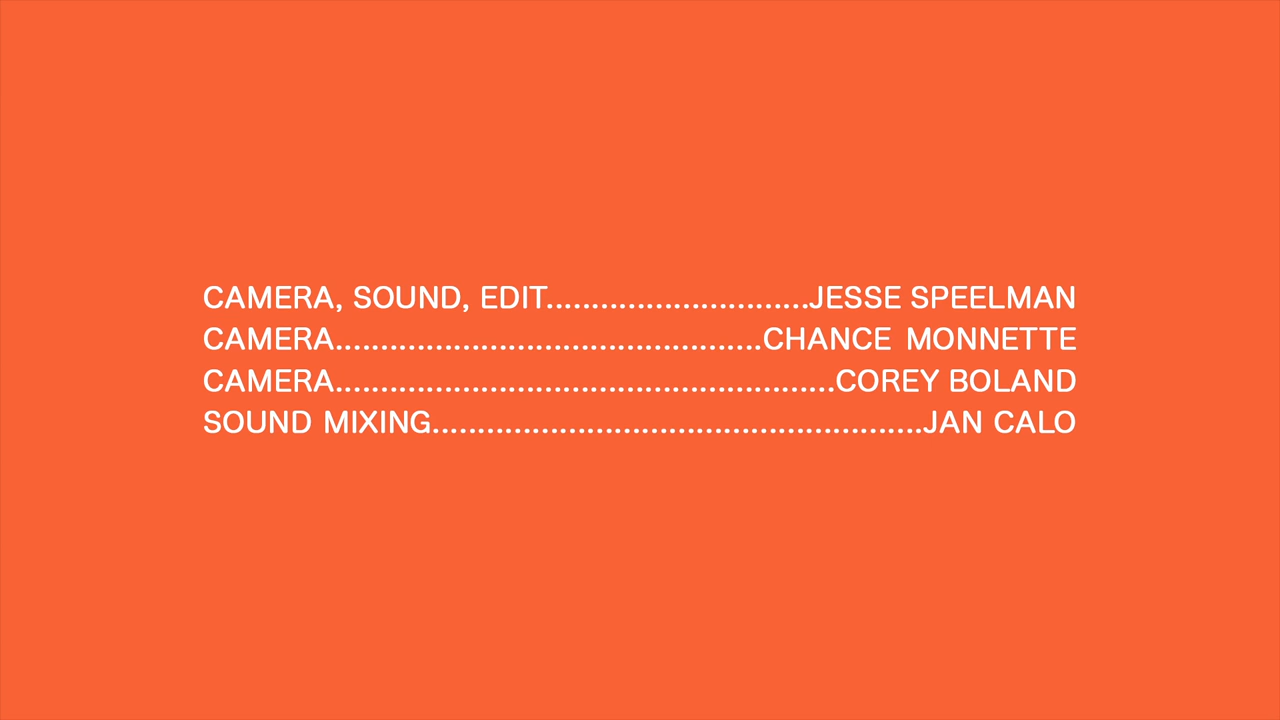 CAMERA, SOUND, EDIT.............................JESSE SPEELMAN
CAMERA...............................................CHANCE MONNETTE
CAMERA.......................................................COREY BOLAND
SOUND MIXING......................................................JAN CALO